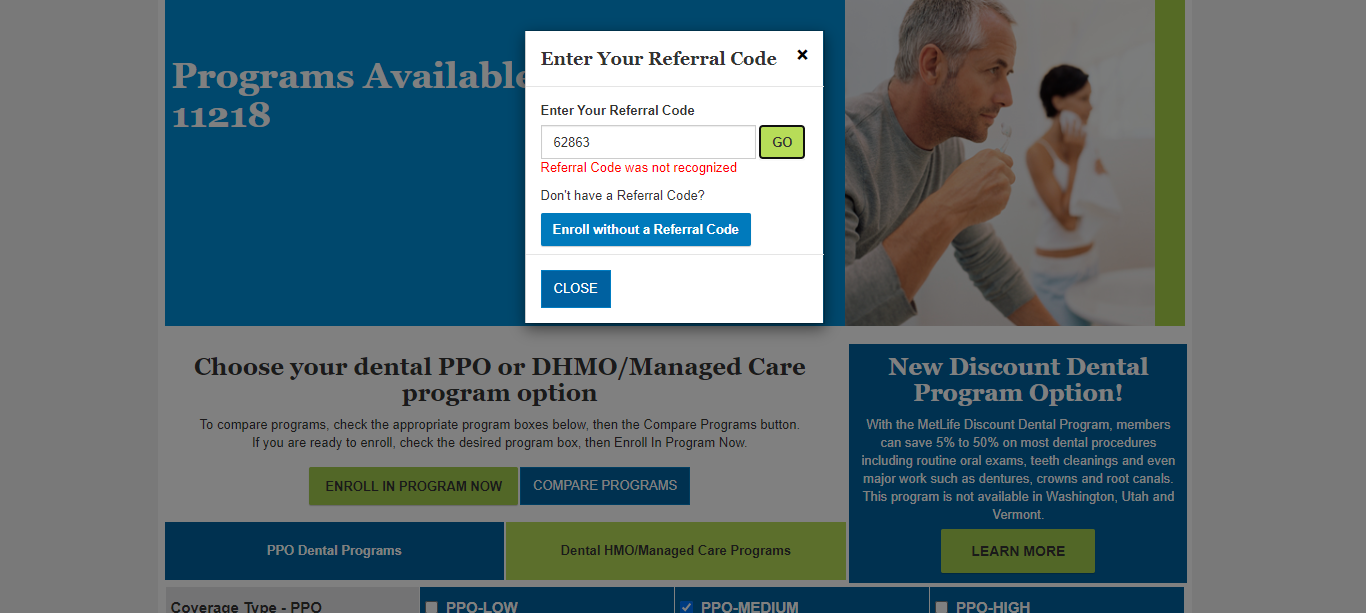 Programs Available
11218
Enter Your Referral Code ×
Enter Your Referral Code
62863 GO
Referral Code was not recognized
Don't have a Referral Code?
Enroll without a Referral Code
CLOSE
Choose your dental PPO or DHMO/Managed Care
program option
To compare programs, check the appropriate program boxes below, then the Compare Programs button.
If you are ready to enroll, check the desired program box, then Enroll In Program Now.
ENROLL IN PROGRAM NOW COMPARE PROGRAMS
New Discount Dental
Program Option!
With the MetLife Discount Dental Program, members
can save 5% to 50% on most dental procedures
including routine oral exams, teeth cleanings and even
major work such as dentures, crowns and root canals.
This program is not available in Washington, Utah and
Vermont.
LEARN MORE
PPO Dental Programs Dental HMO/Managed Care Programs
Coverage Type - PPO PPO-LOW PPO-MEDIUM PPO-HIGH